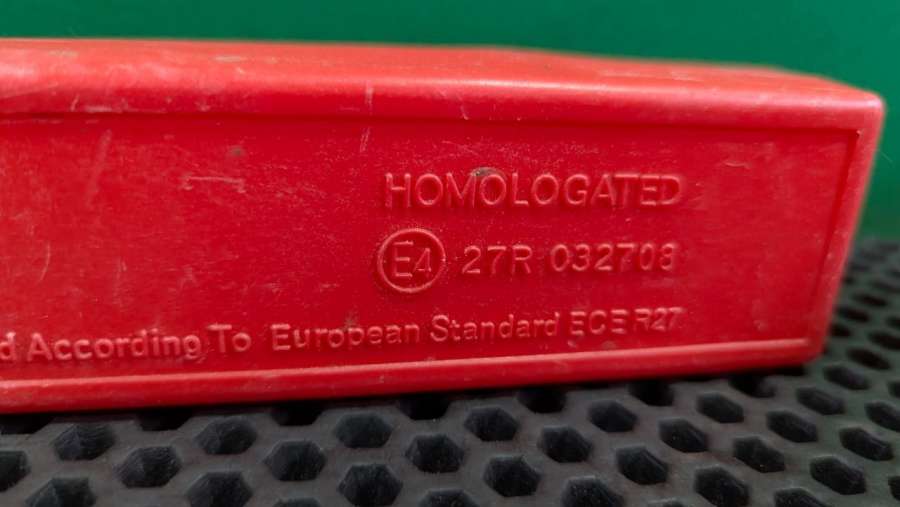 HOMOLOGATED
E4 27R 032708
d According To European Standard ECE R27